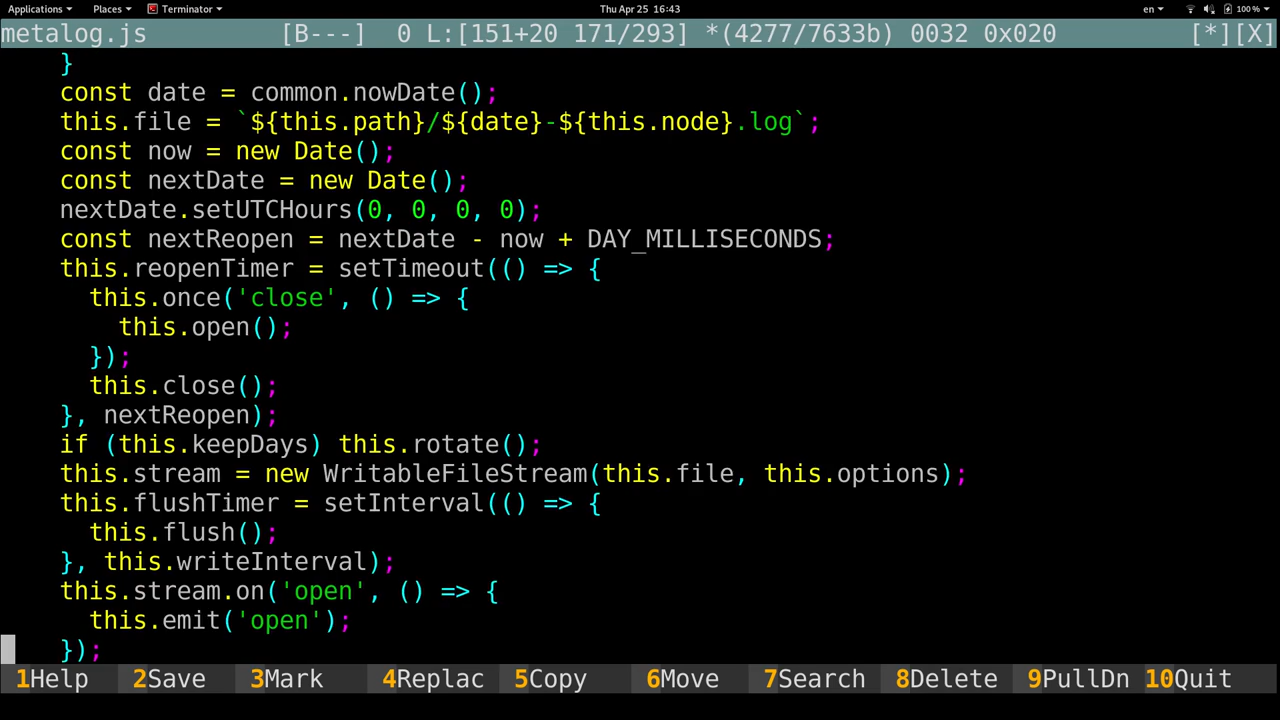 Applications Places Terminator Thu Apr 25 16:43 en 100%
metalog.js [B---] 0 L:[151+20 171/293] *(4277/7633b) 0032 0x020 [*][X]
}
const date = common.nowDate();
this.file = `${this.path}/${date}-${this.node}.log`;
const now = new Date();
const nextDate = new Date();
nextDate.setUTCHours(0, 0, 0, 0);
const nextReopen = nextDate - now + DAY_MILLISECONDS;
this.reopenTimer = setTimeout(() => {
this.once('close', () => {
this.open();
});
this.close();
}, nextReopen);
if (this.keepDays) this.rotate();
this.stream = new WritableFileStream(this.file, this.options);
this.flushTimer = setInterval(() => {
this.flush();
}, this.writeInterval);
this.stream.on('open', () => {
this.emit('open');
});
1Help 2Save 3Mark 4Replac 5Copy 6Move 7Search 8Delete 9PullDn 10Quit